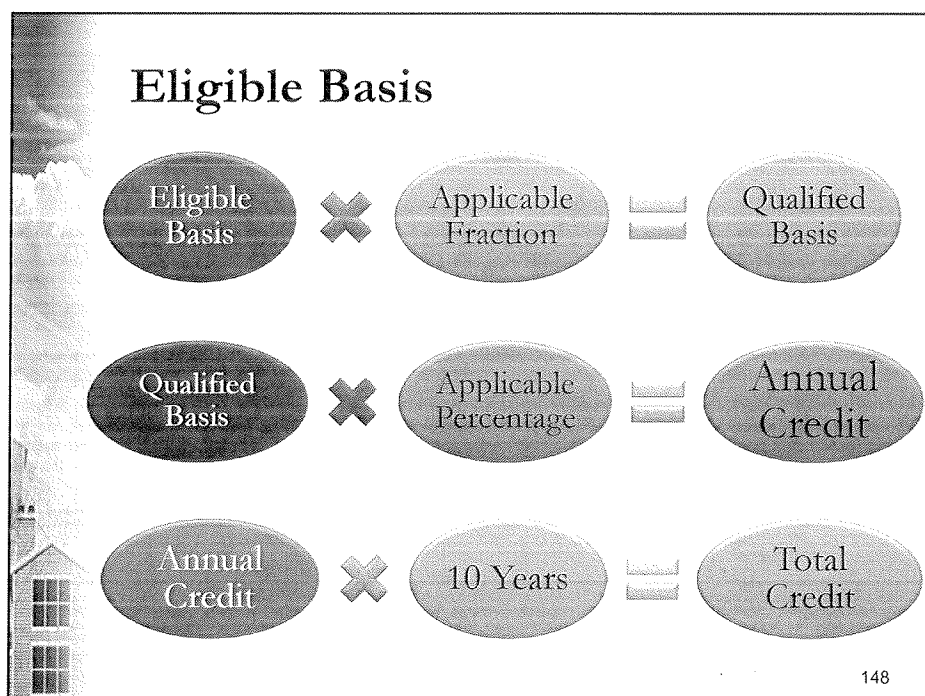 Eligible Basis
Eligible
Basis
Applicable
Fraction
Qualified
Basis
Qualified
Basis
Applicable
Percentage
Annual
Credit
Annual
Credit
10 Years
Total
Credit
148